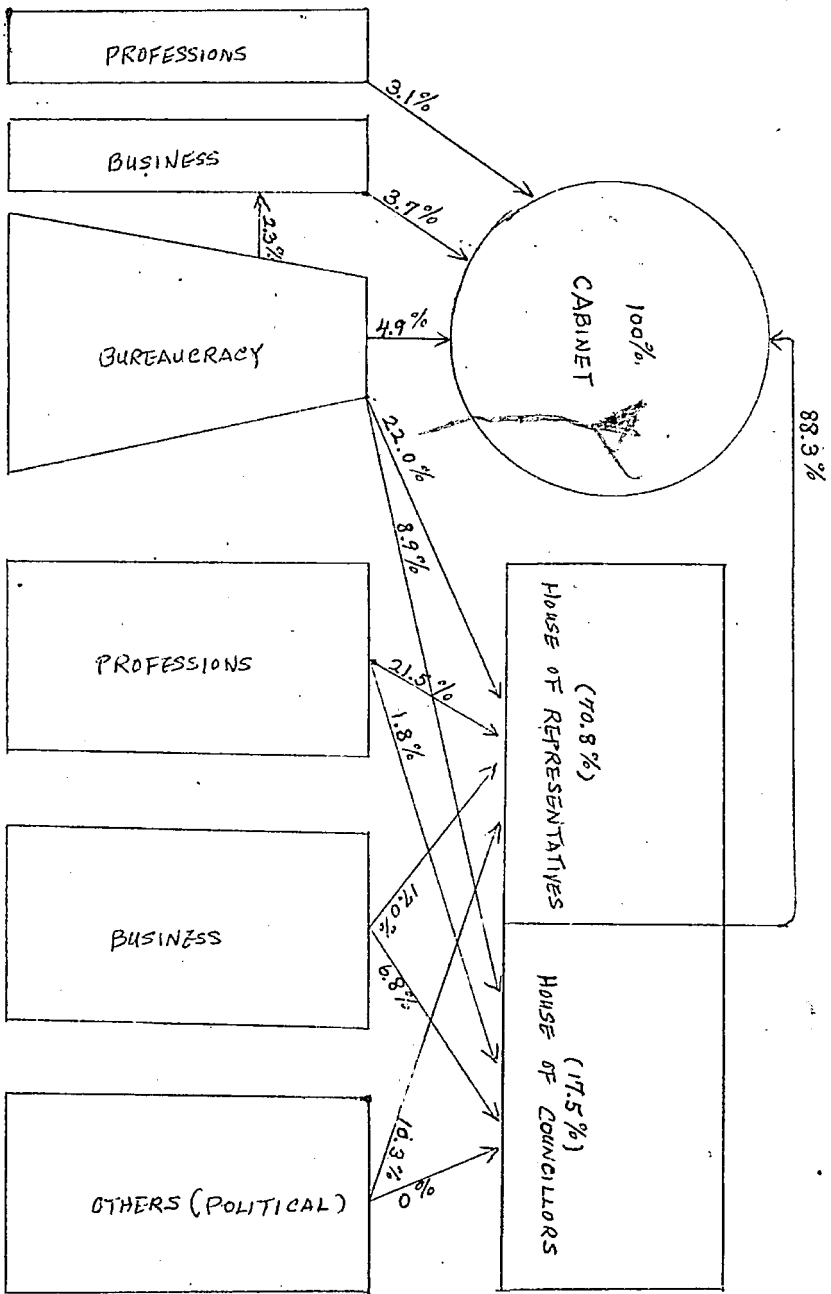 PROFESSIONS
3.1%
BUSINESS
3.7%
2.3%
BUREAUCRACY
4.9%
22.0%
8.9%
100%
CABINET
88.3%
PROFESSIONS
21.5%
1.8%
BUSINESS
17.0%
6.8%
OTHERS (POLITICAL)
10.3%
0%
(70.8%)
HOUSE OF REPRESENTATIVES
(17.5%)
HOUSE OF COUNCILLORS